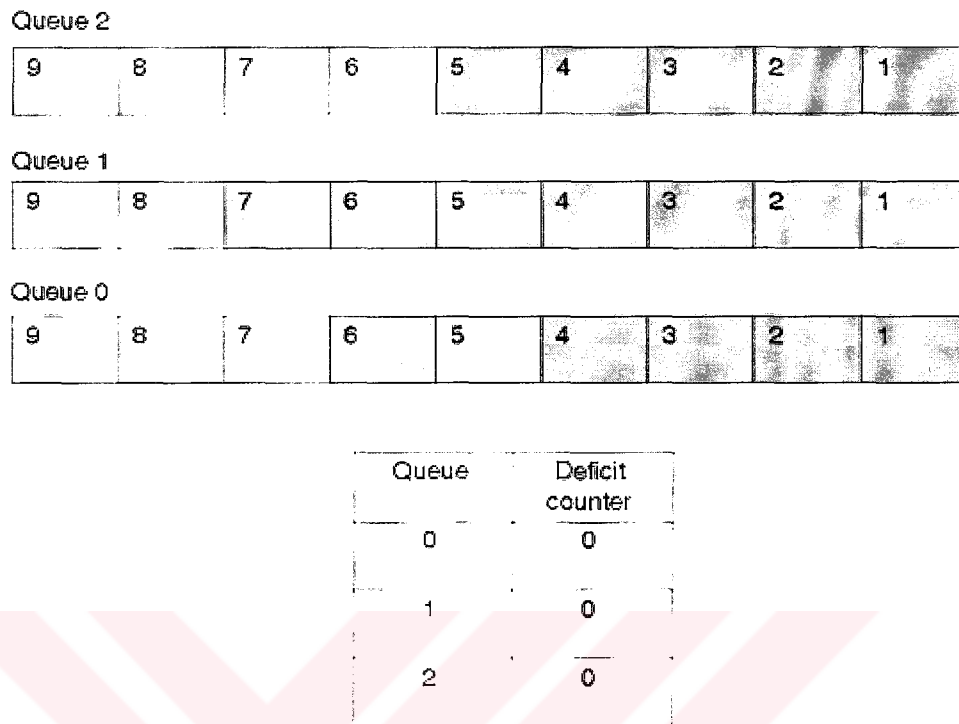 Queue 2
9 8 7 6 5 4 3 2 1
Queue 1
9 8 7 6 5 4 3 2 1
Queue 0
9 8 7 6 5 4 3 2 1
Queue Deficit
counter
0 0
1 0
2 0